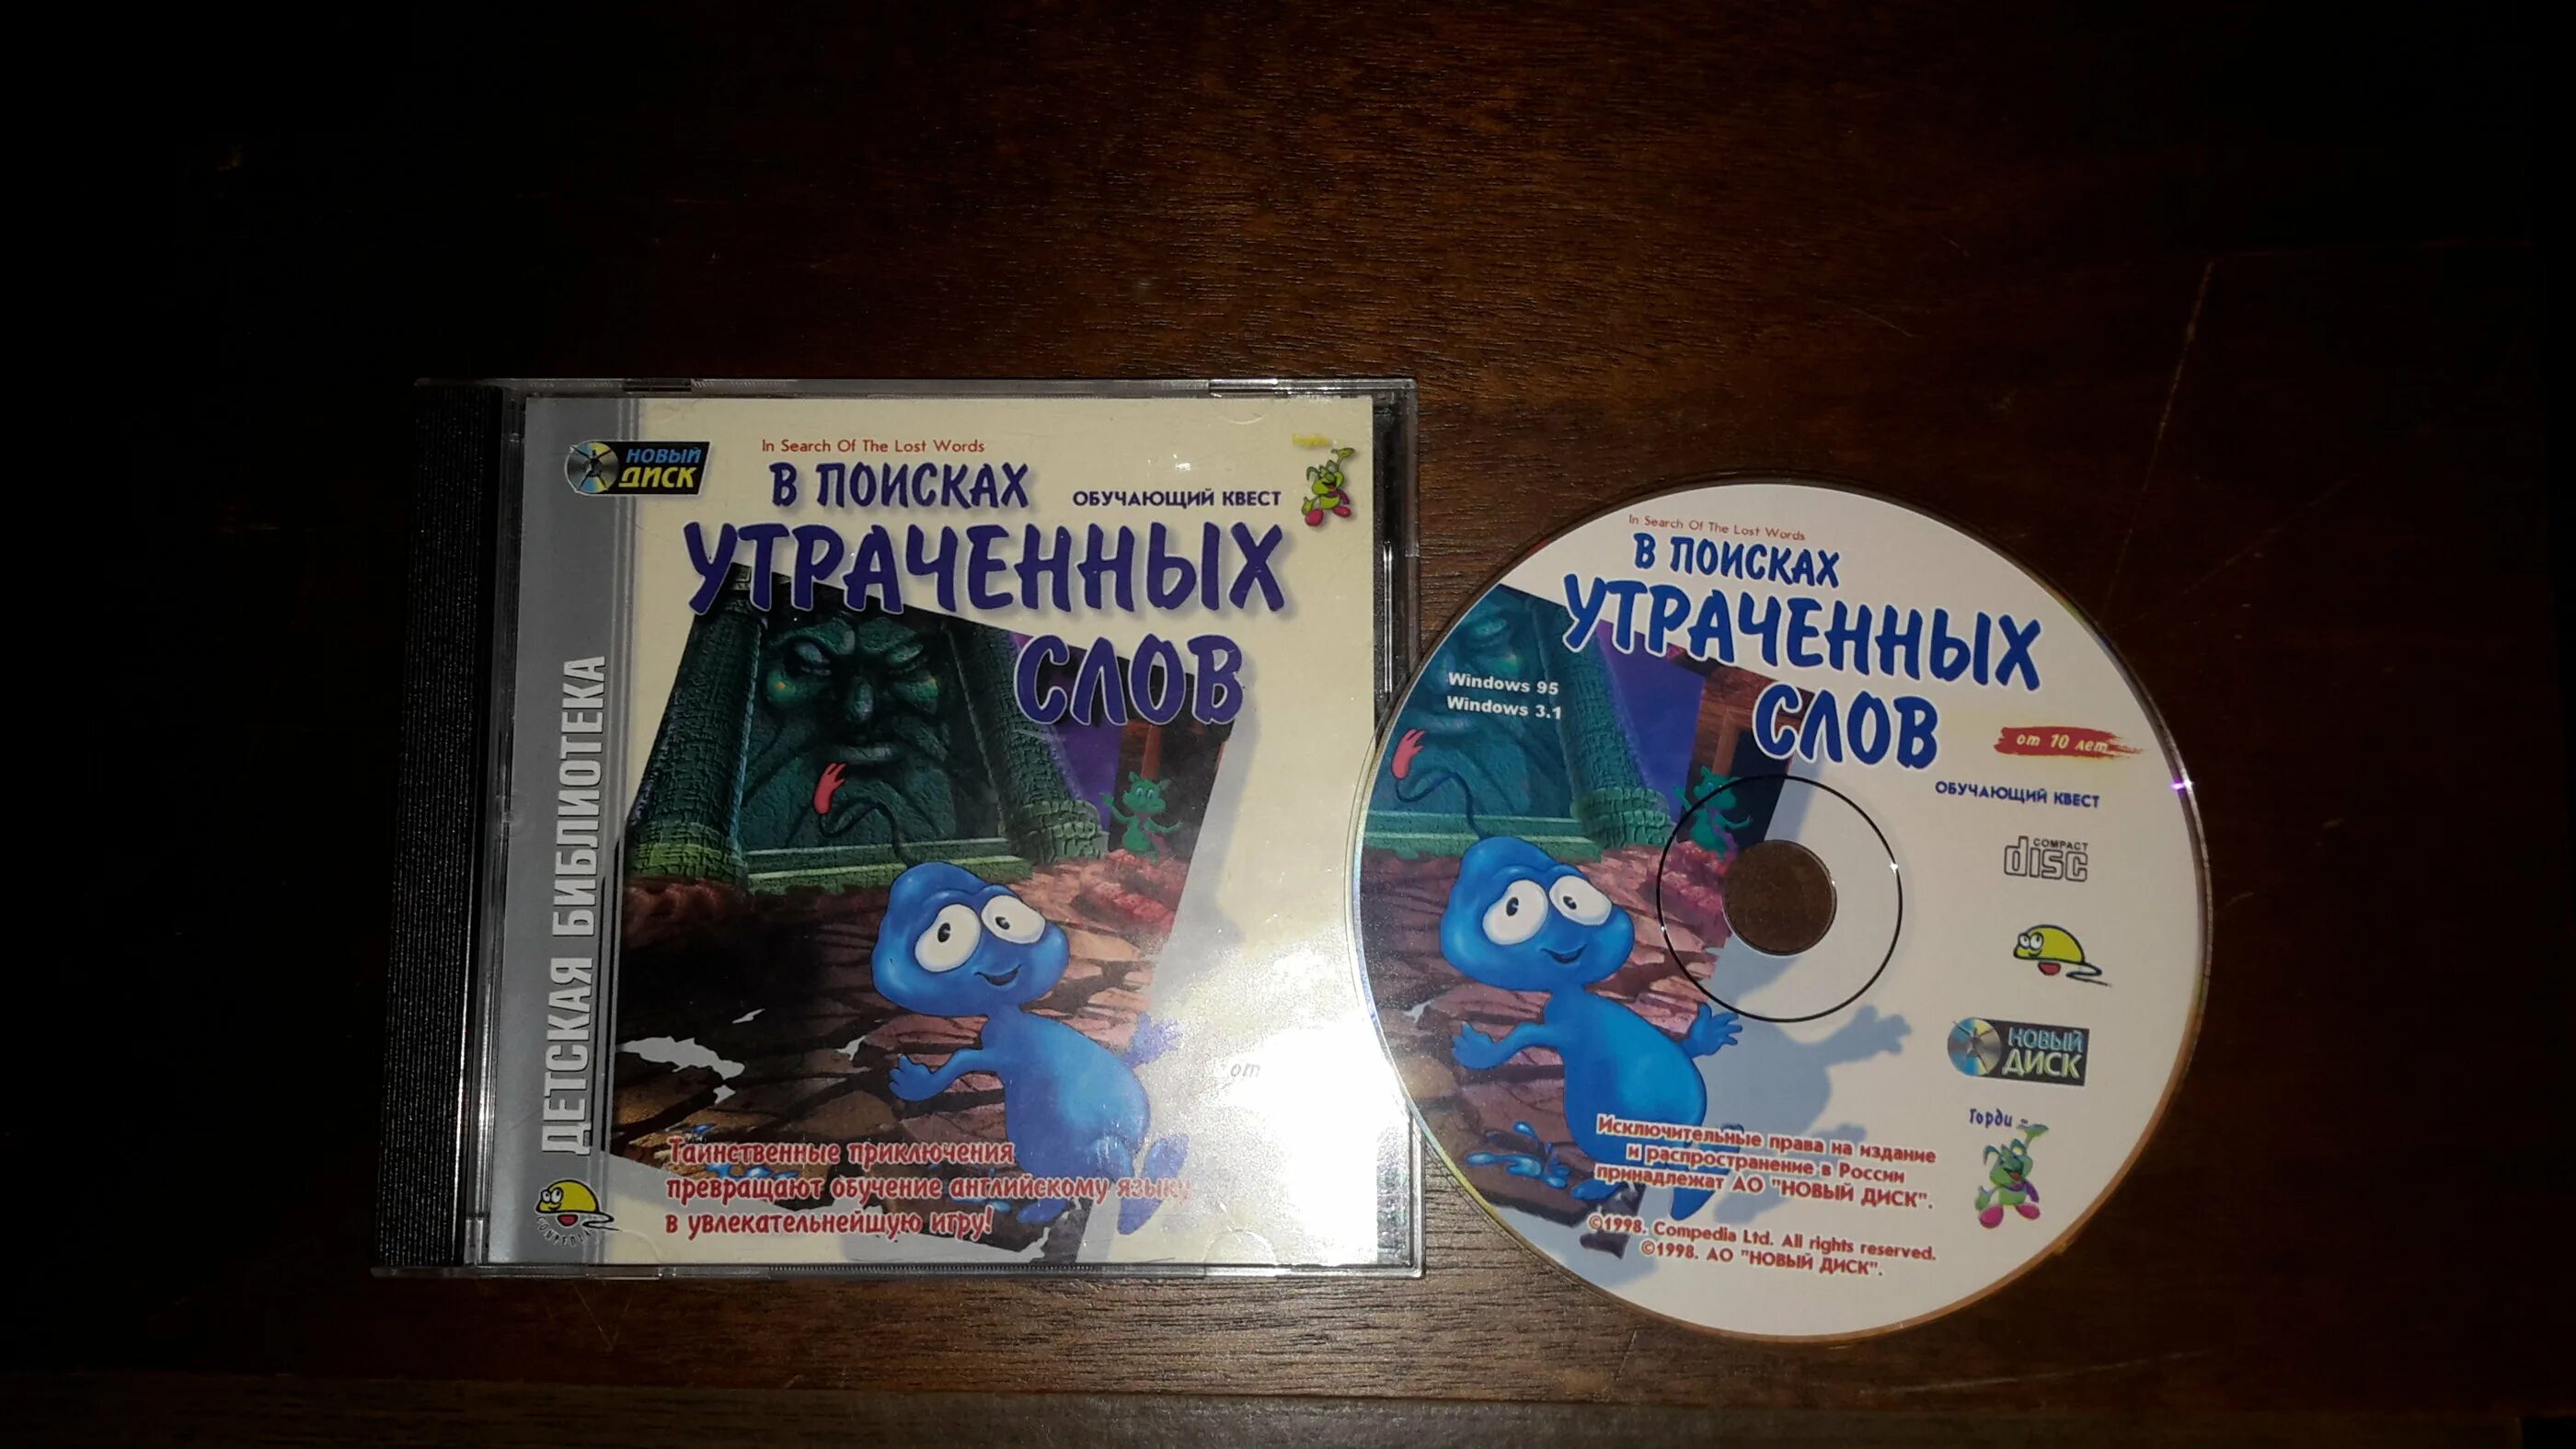 НОВЫЙ
ДИСК
In Search Of The Lost Words
В ПОИСКАХ
ОБУЧАЮЩИЙ КВЕСТ
УТРАЧЕННЫХ
СЛОВ
ДЕТСКАЯ БИБЛИОТЕКА
от
Таинственные приключения
превращают обучение английскому языку
в увлекательнейшую игру!
COMPEDIA
In Search Of The Lost Words
В ПОИСКАХ
УТРАЧЕННЫХ
СЛОВ
Windows 95
Windows 3.1
от 10 лет
ОБУЧАЮЩИЙ КВЕСТ
COMPACT
disc
НОВЫЙ
ДИСК
Горди -
Исключительные права на издание
и распространение в России
принадлежат АО "НОВЫЙ ДИСК".
©1998. Compedia Ltd. All rights reserved.
©1998. АО "НОВЫЙ ДИСК".